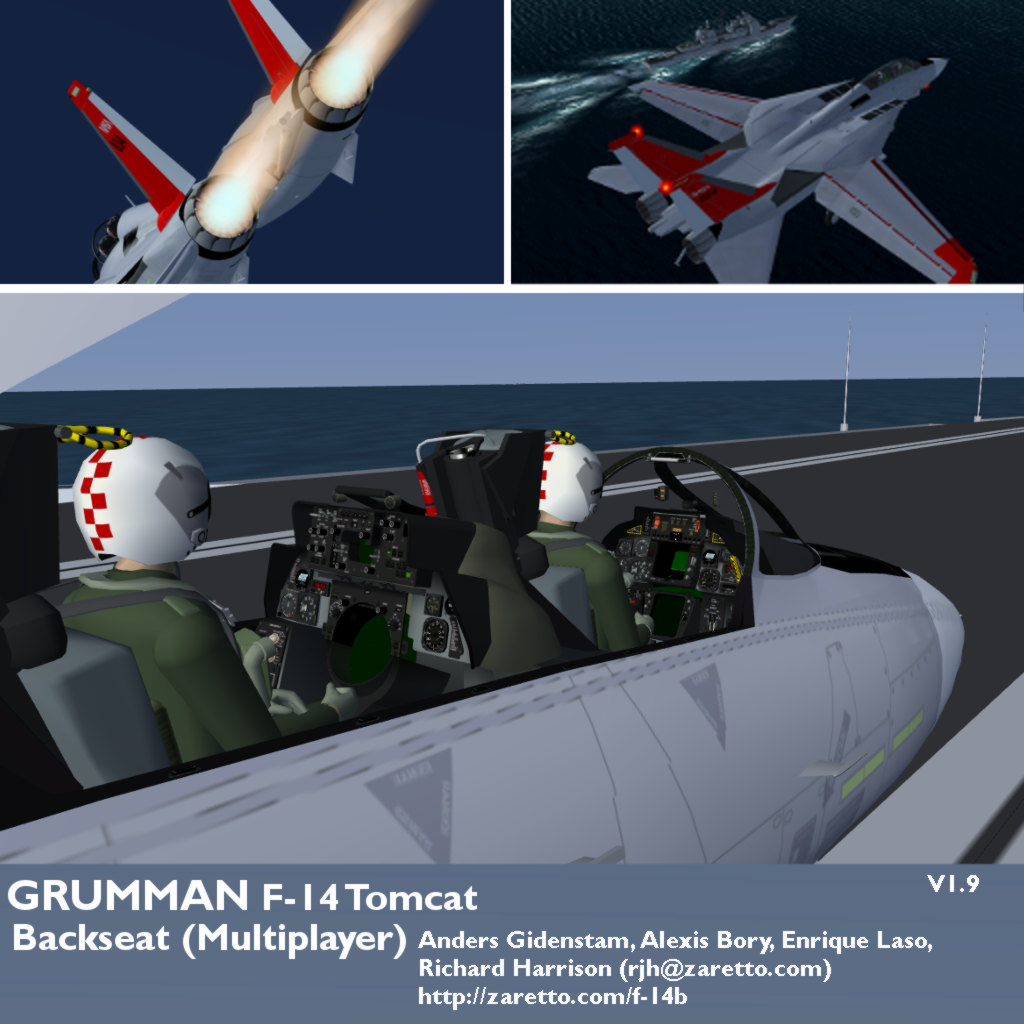 GRUMMAN F-14 Tomcat
V1.9
Backseat (Multiplayer)
Anders Gidenstam, Alexis Bory, Enrique Laso,
Richard Harrison (rjh@zaretto.com)
http://zaretto.com/f-14b